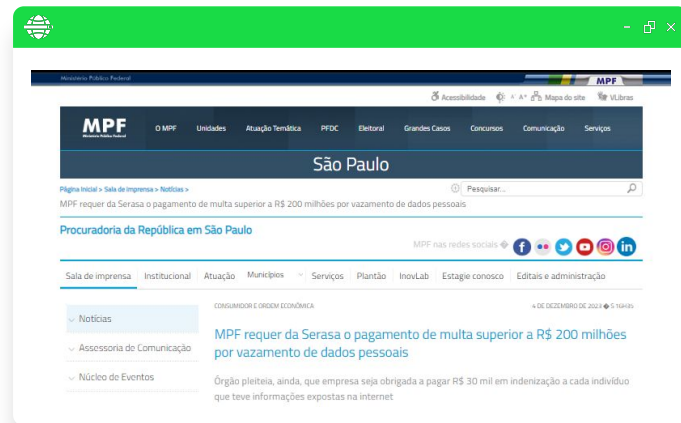 Ministério Público Federal
MPF
Acessibilidade A- A+ Mapa do site VLibras
MPF
Ministério Público Federal
O MPF Unidades Atuação Temática PFDC Eleitoral Grandes Casos Concursos Comunicação Serviços
São Paulo
Página Inicial > Sala de imprensa > Notícias >
Pesquisar...
MPF requer da Serasa o pagamento de multa superior a R$ 200 milhões por vazamento de dados pessoais
Procuradoria da República em São Paulo
MPF nas redes sociais �
Sala de imprensa Institucional Atuação Municípios Serviços Plantão InovLab Estagie conosco Editais e administração
Notícias
Assessoria de Comunicação
Núcleo de Eventos
CONSUMIDOR E ORDEM ECONÔMICA
4 DE DEZEMBRO DE 2023 � S 16H35
MPF requer da Serasa o pagamento de multa superior a R$ 200 milhões
por vazamento de dados pessoais
Órgão pleiteia, ainda, que empresa seja obrigada a pagar R$ 30 mil em indenização a cada indivíduo
que teve informações expostas na internet